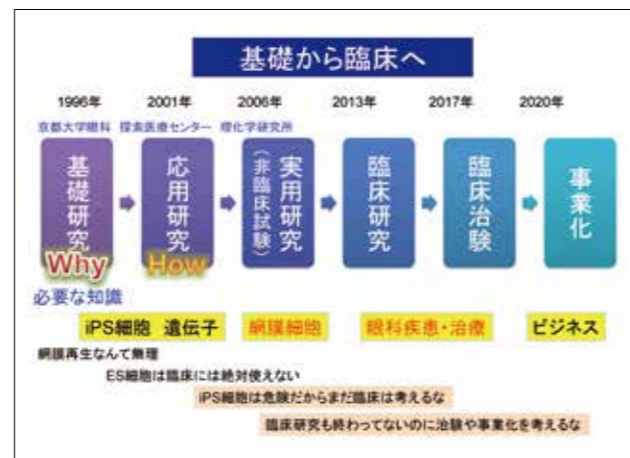 基礎から臨床へ
1996年 2001年 2006年 2013年 2017年 2020年
京都大学眼科 探索医療センター 理化学研究所
基礎研究
Why
応用研究
How
実用研究
(非臨床試験)
臨床研究
臨床治験
事業化
必要な知識
iPS細胞 遺伝子 網膜細胞 眼科疾患・治療 ビジネス
網膜再生なんて無理
ES細胞は臨床には絶対使えない
iPS細胞は危険だからまだ臨床は考えるな
臨床研究も終わってないのに治験や事業化を考えるな